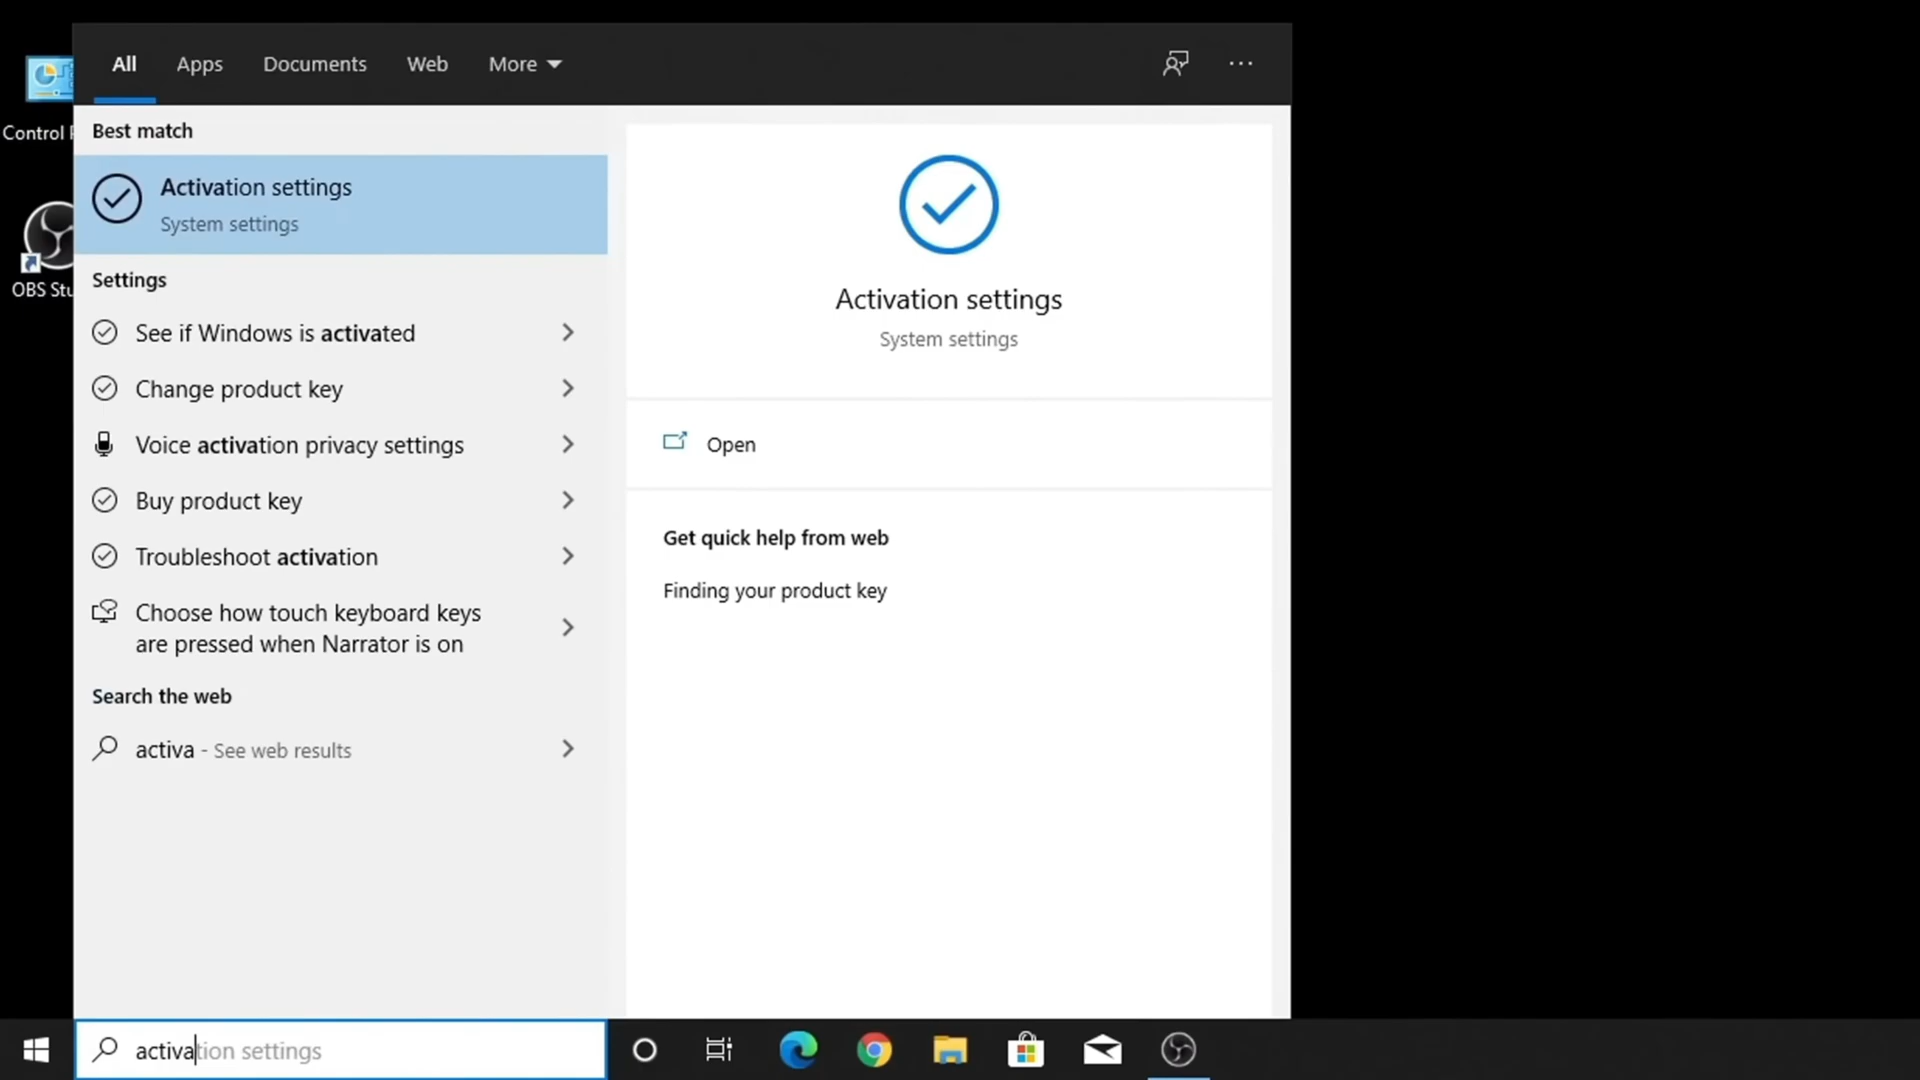 All Apps Documents Web More
Control
Best match
Activation settings
System settings
Activation settings
System settings
OBS Stu
Settings
See if Windows is activated
Change product key
Voice activation privacy settings
Buy product key
Troubleshoot activation
Choose how touch keyboard keys
are pressed when Narrator is on
Search the web
activa - See web results
Open
Get quick help from web
Finding your product key
activation settings